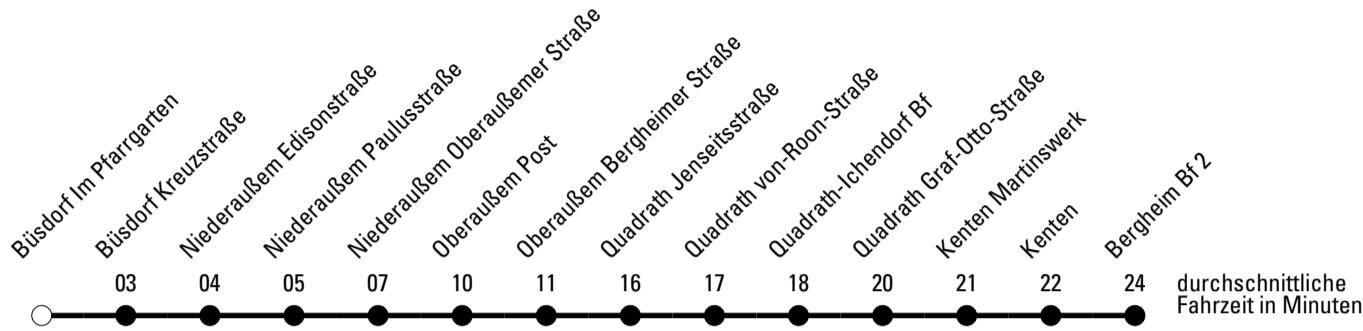 Büsdorf Im Pfarrgarten
Büsdorf Kreuzstraße
Niederaußem Edisonstraße
Niederaußem Paulusstraße
Niederaußem Oberaußemer Straße
Oberaußem Post
Oberaußem Bergheimer Straße
Quadrath Jenseitsstraße
Quadrath von-Roon-Straße
Quadrath-Ichendorf Bf
Quadrath Graf-Otto-Straße
Kenten Martinswerk
Kenten
Bergheim Bf 2
03 04 05 07 10 11 16 17 18 20 21 22 24
durchschnittliche
Fahrzeit in Minuten